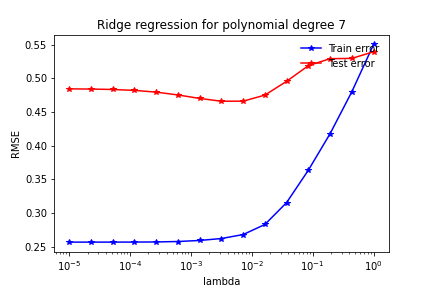 Ridge regression for polynomial degree 7
Train error
Test error
0.55
0.50
0.45
0.40
0.35
0.30
0.25
RMSE
10⁻⁵
10⁻⁴
10⁻³
10⁻²
10⁻¹
10⁰
lambda